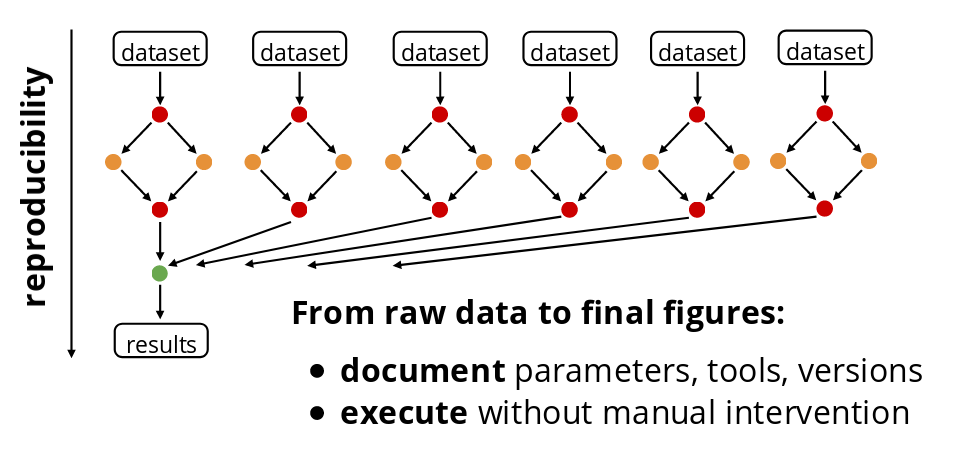 reproducibility
dataset dataset dataset dataset dataset dataset
results
From raw data to final figures:
● document parameters, tools, versions
● execute without manual intervention